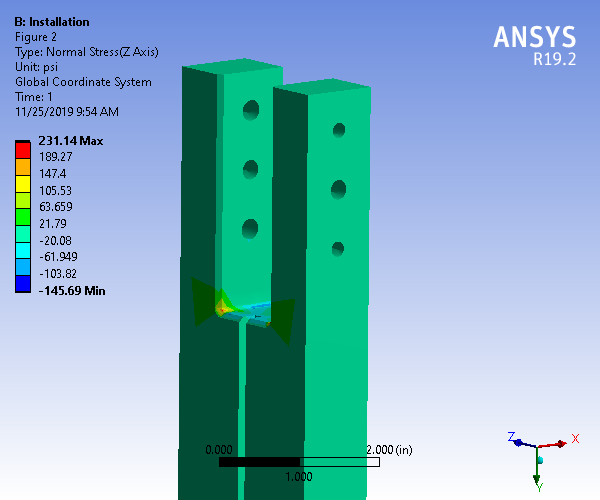 B: Installation
Figure 2
Type: Normal Stress(Z Axis)
Unit: psi
Global Coordinate System
Time: 1
11/25/2019 9:54 AM
ANSYS
R19.2
231.14 Max
189.27
147.4
105.53
63.659
21.79
-20.08
-61.949
-103.82
-145.69 Min
0.000
2.000 (in)
1.000
Z
X
Y